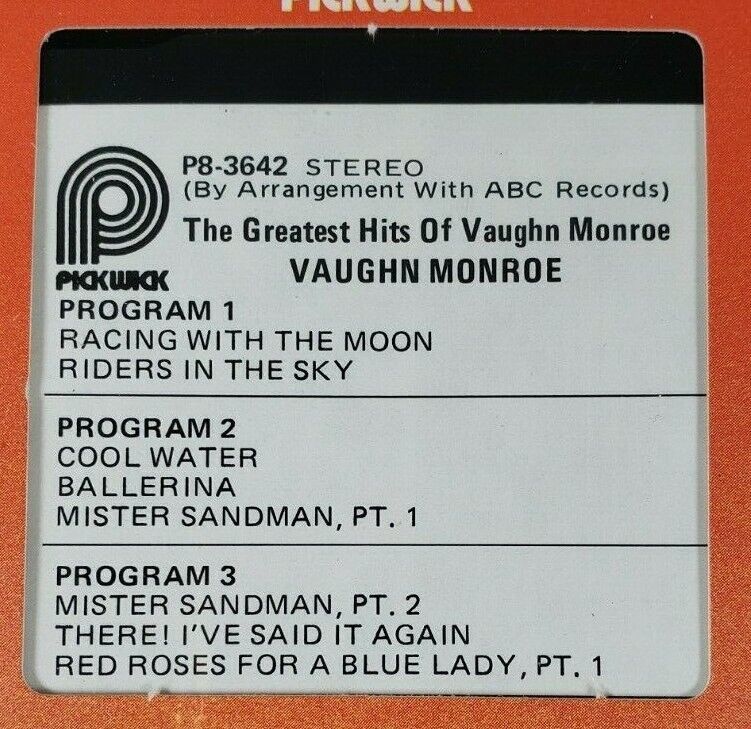 PICKWICK
P8-3642 STEREO
(By Arrangement With ABC Records)
The Greatest Hits Of Vaughn Monroe
VAUGHN MONROE
PICKWICK
PROGRAM 1
RACING WITH THE MOON
RIDERS IN THE SKY
PROGRAM 2
COOL WATER
BALLERINA
MISTER SANDMAN, PT. 1
PROGRAM 3
MISTER SANDMAN, PT. 2
THERE! I'VE SAID IT AGAIN
RED ROSES FOR A BLUE LADY, PT. 1